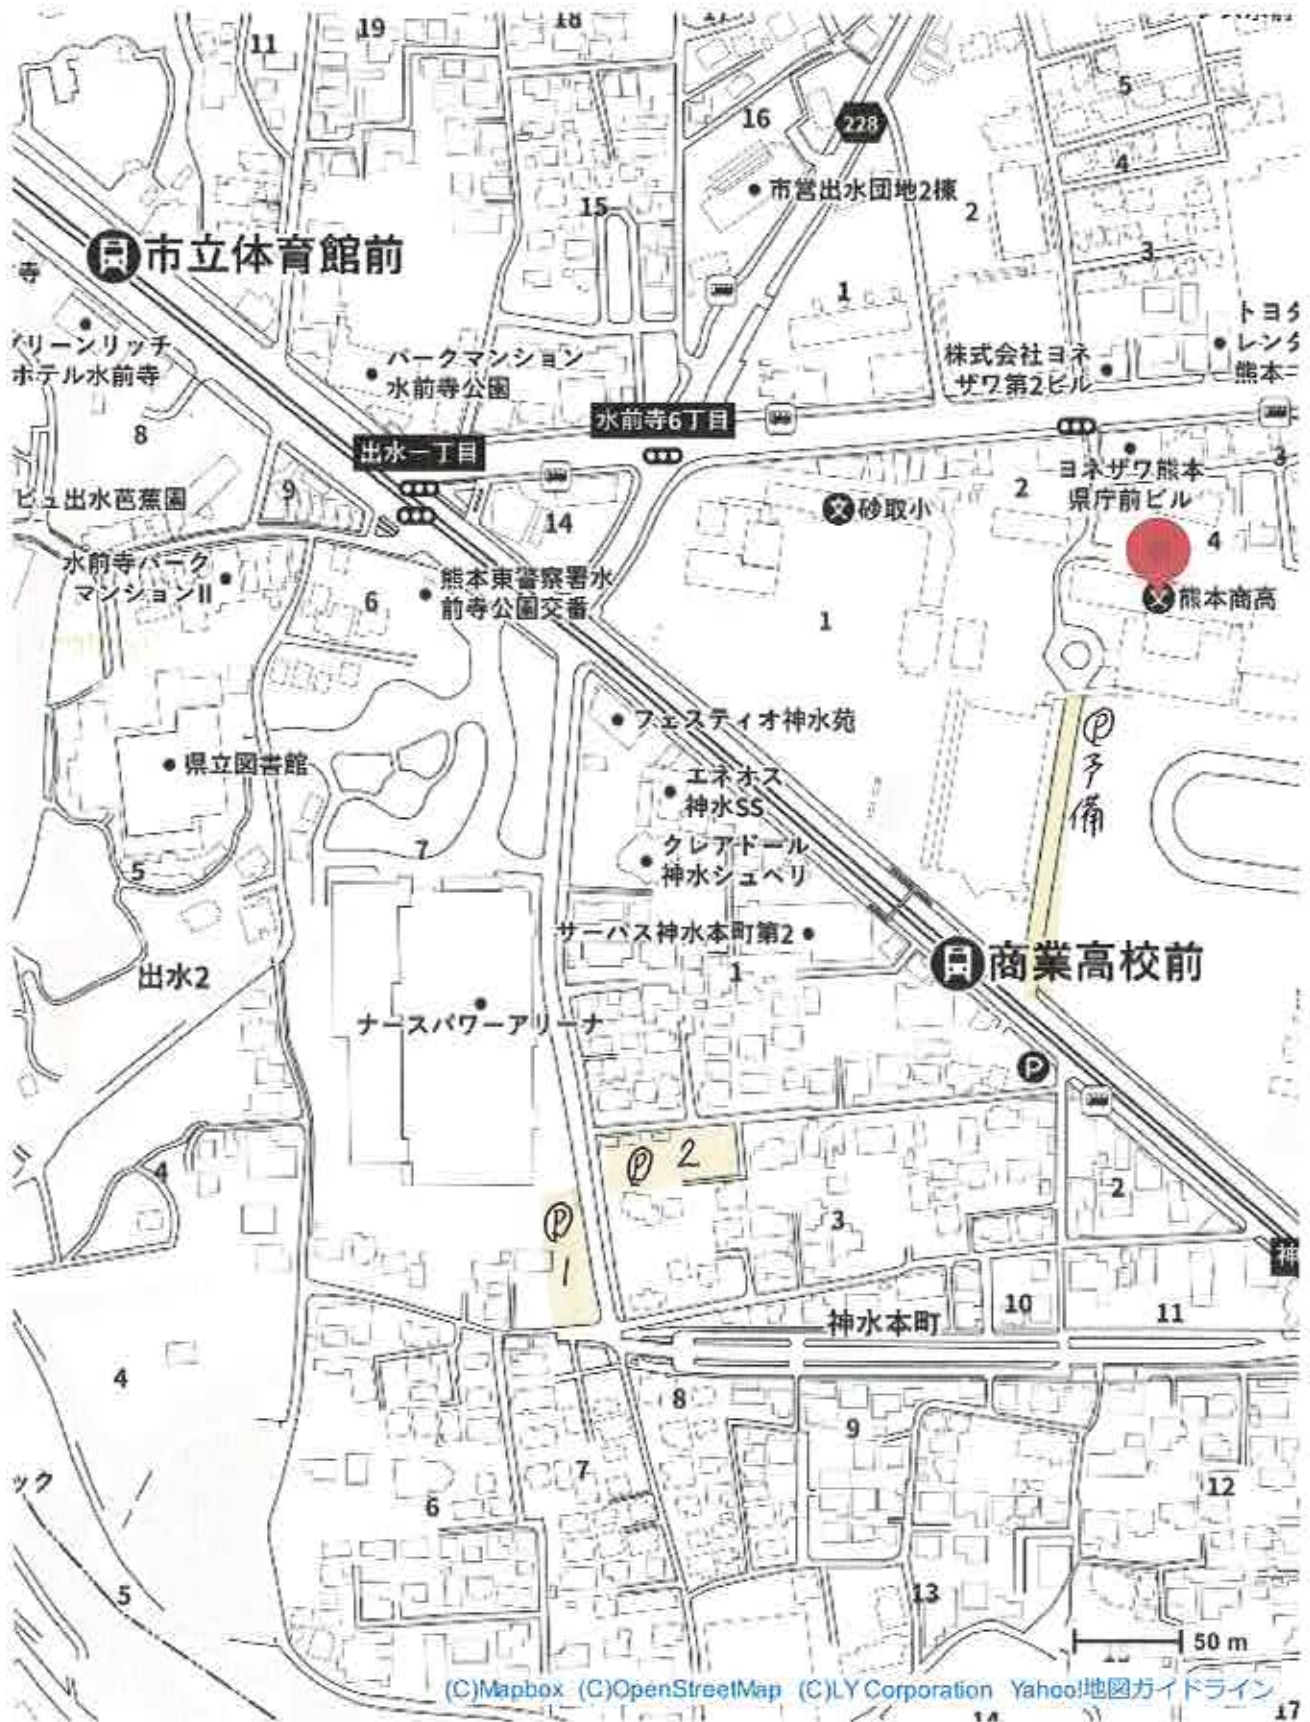 19
18
11
5
16
228
4
市営出水団地2棟
2
15
3
市立体育館前
寺
1
トヨタ
レンタ
熊本
グリーンリッチ
ホテル水前寺
パークマンション
水前寺公園
株式会社ヨネ
ザワ第2ビル
水前寺6丁目
8
出水一丁目
ヨネザワ熊本
県庁前ビル
3
2
9
ビュ出水芭蕉園
14
文砂取小
4
水前寺パーク
マンションII
熊本東警察署水
前寺公園交番
6
文熊本商高
1
フェスティオ神水苑
P予備
県立図書館
エネオス
神水SS
7
クレアドール
神水シュペリ
5
サーパス神水本町第2
1
商業高校前
出水2
ナースパワーアリーナ
P
P 2
4
2
P
1
3
神
10
11
神水本町
4
8
9
7
12
ック
6
5
13
50 m
(C)Mapbox (C)OpenStreetMap (C)LY Corporation Yahoo!地図ガイドライン
14
17